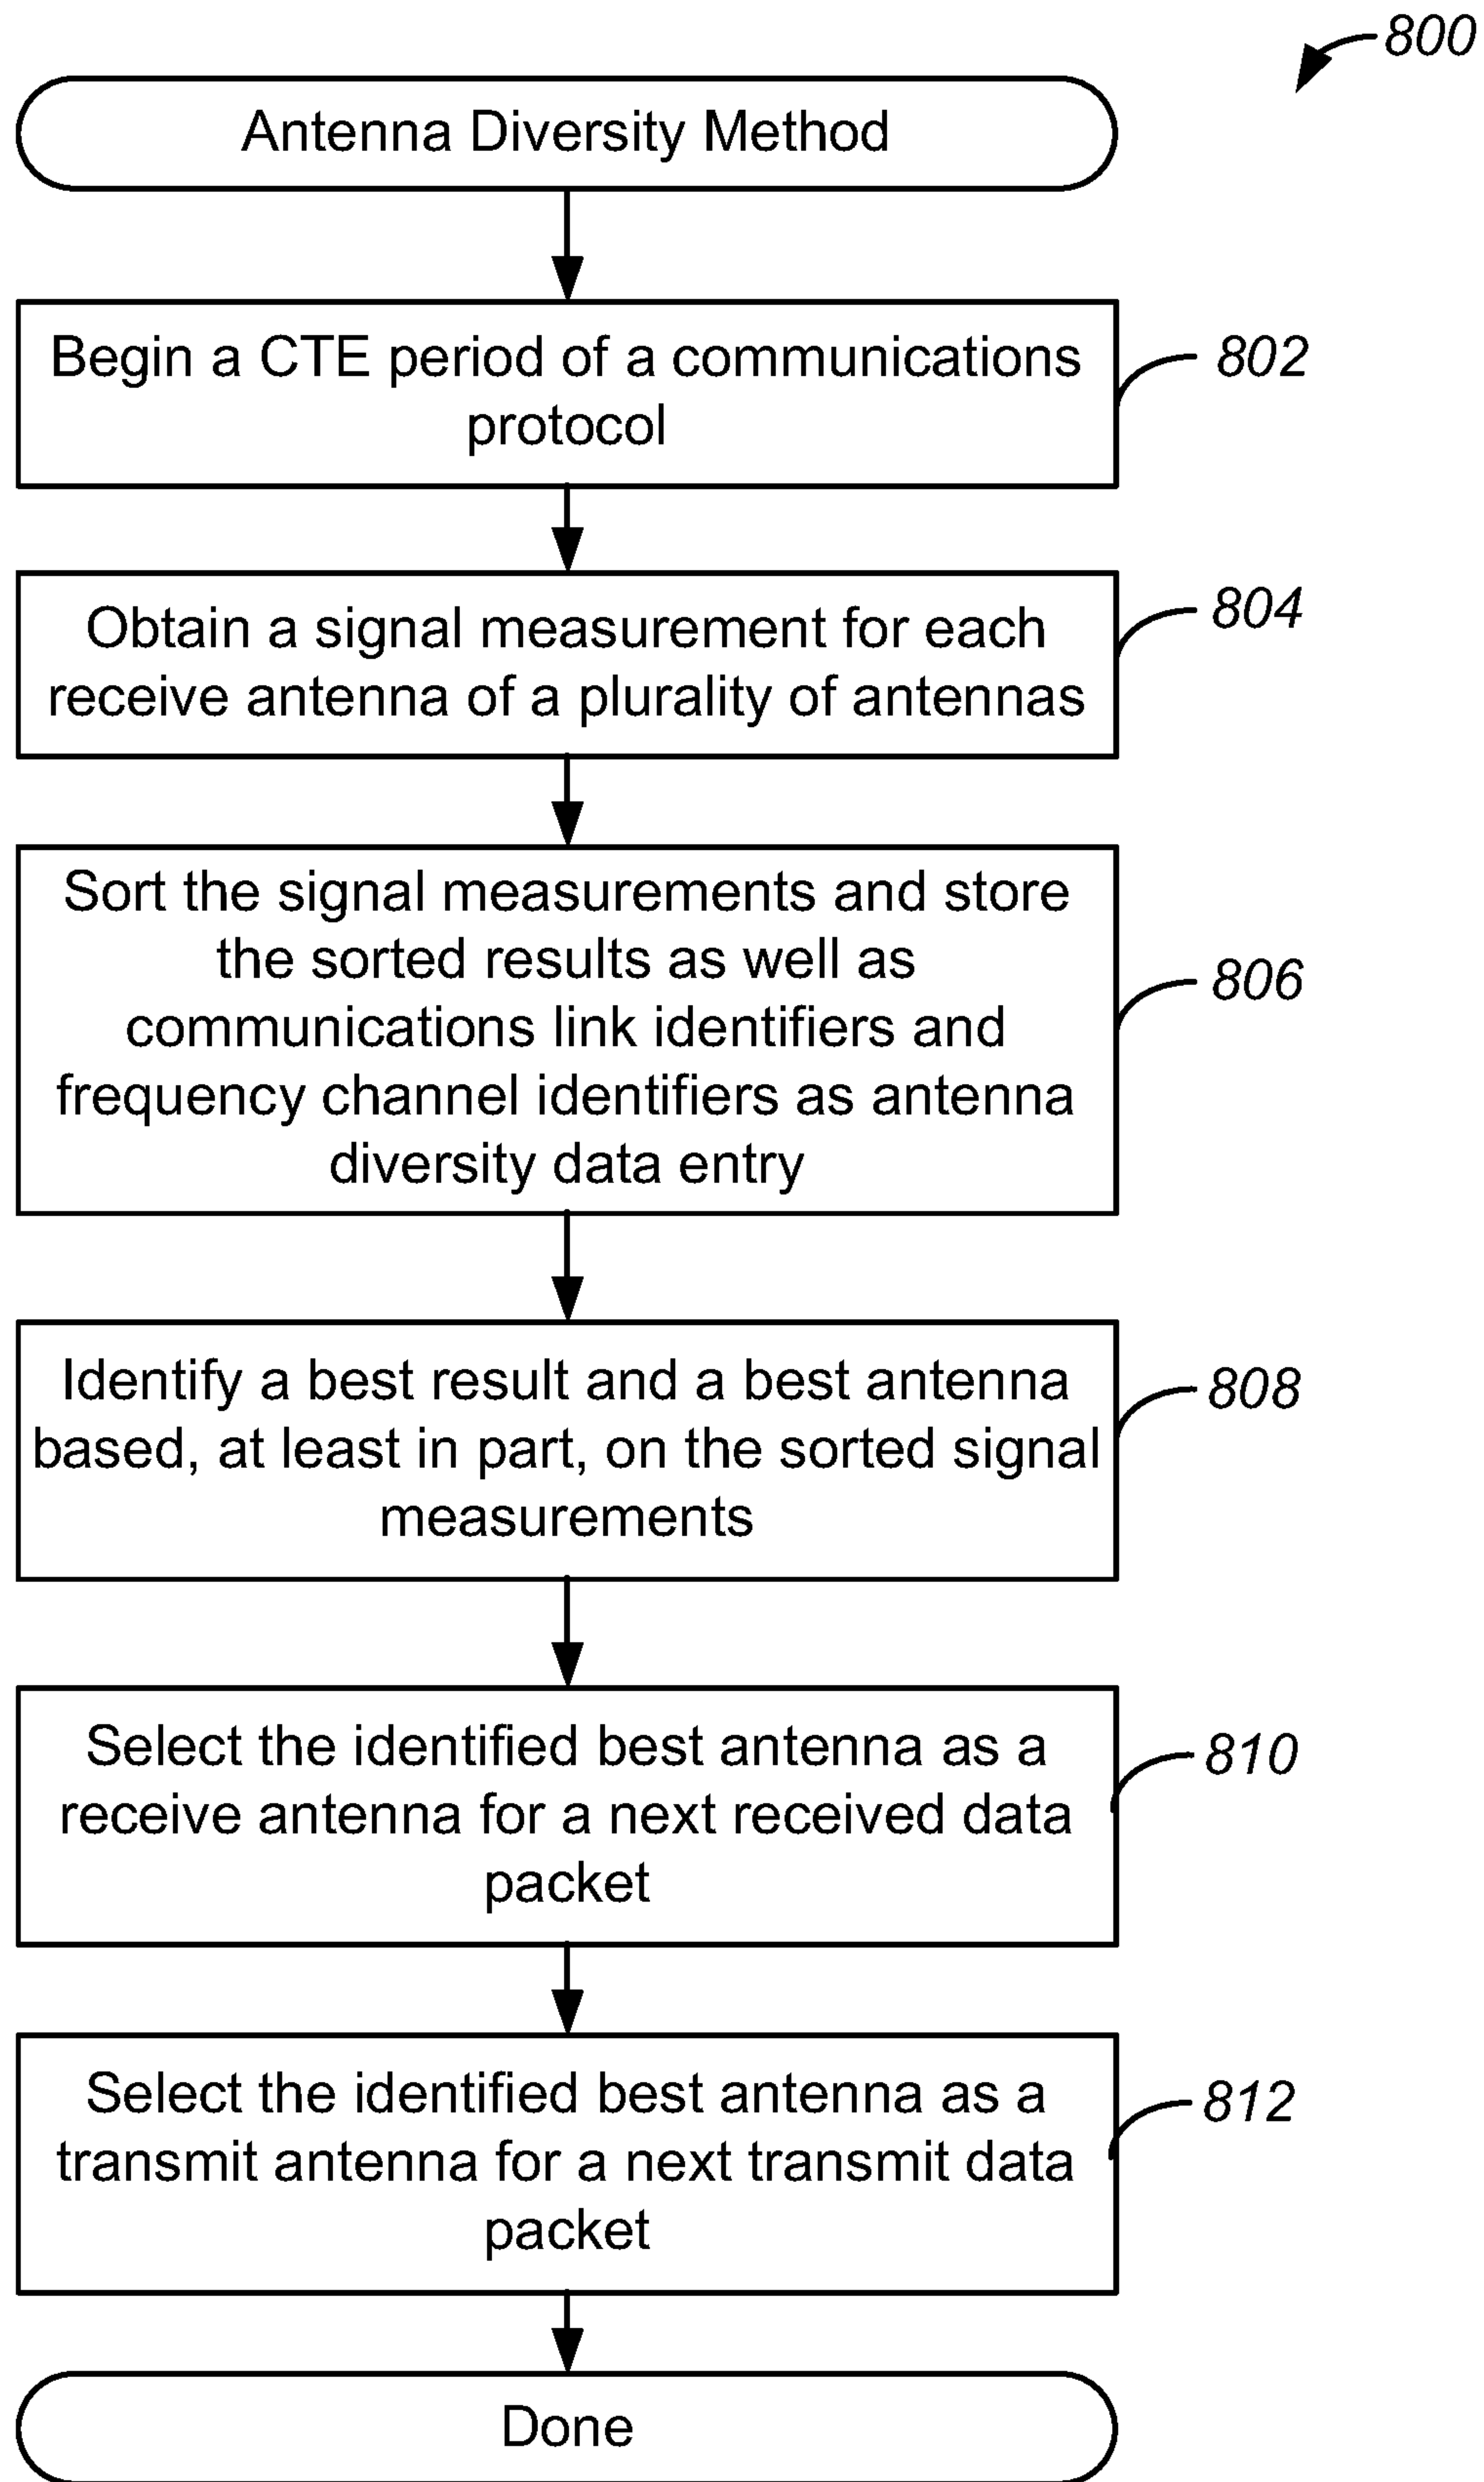 800
Antenna Diversity Method
Begin a CTE period of a communications
protocol
802
Obtain a signal measurement for each
receive antenna of a plurality of antennas
804
Sort the signal measurements and store
the sorted results as well as
communications link identifiers and
frequency channel identifiers as antenna
diversity data entry
806
Identify a best result and a best antenna
based, at least in part, on the sorted signal
measurements
808
Select the identified best antenna as a
receive antenna for a next received data
packet
810
Select the identified best antenna as a
transmit antenna for a next transmit data
packet
812
Done